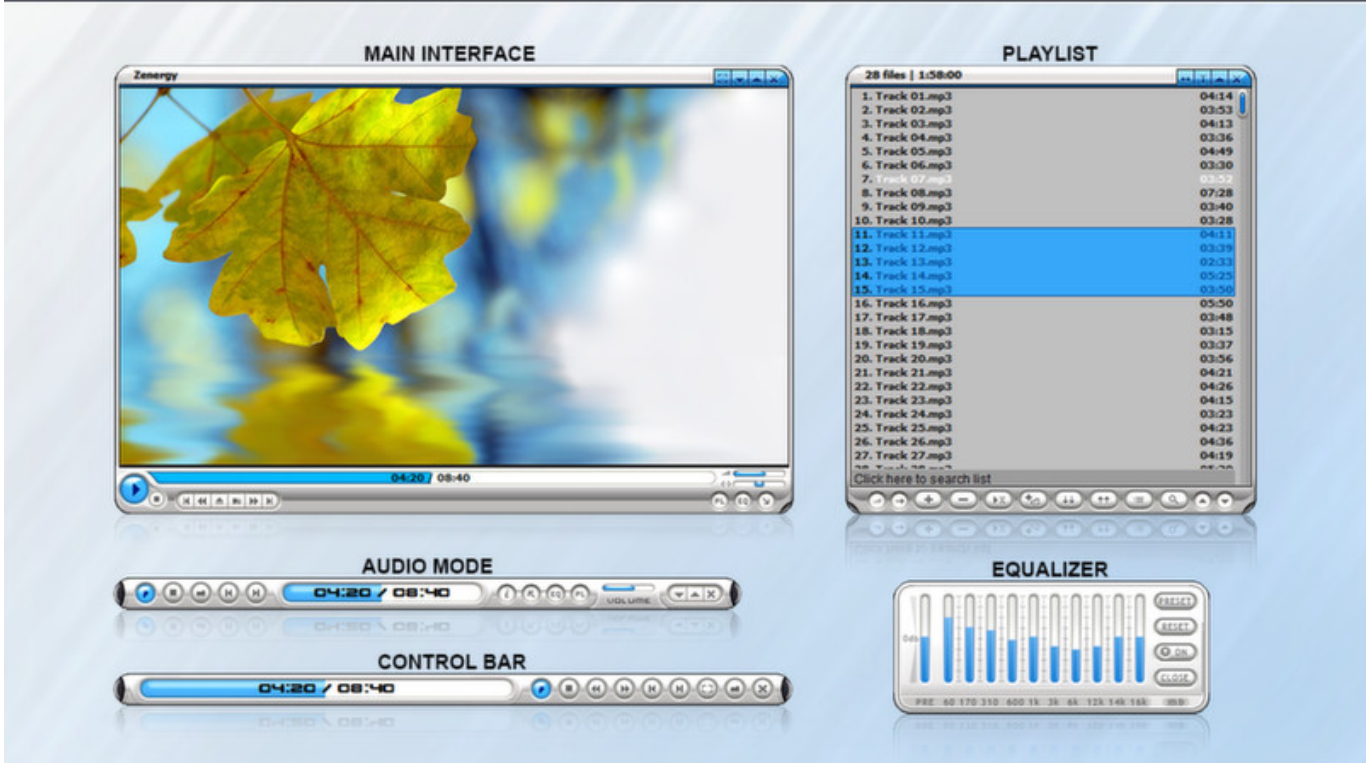 MAIN INTERFACE
Zenergy
04:20 / 08:40
PL EQ
PLAYLIST
28 files | 1:58:00
1. Track 01.mp3 04:14
2. Track 02.mp3 03:53
3. Track 03.mp3 04:13
4. Track 04.mp3 03:36
5. Track 05.mp3 04:49
6. Track 06.mp3 03:30
7. Track 07.mp3 03:52
8. Track 08.mp3 07:28
9. Track 09.mp3 03:40
10. Track 10.mp3 03:28
11. Track 11.mp3 04:11
12. Track 12.mp3 03:39
13. Track 13.mp3 02:33
14. Track 14.mp3 05:25
15. Track 15.mp3 03:50
16. Track 16.mp3 05:50
17. Track 17.mp3 03:48
18. Track 18.mp3 03:15
19. Track 19.mp3 03:37
20. Track 20.mp3 03:56
21. Track 21.mp3 04:21
22. Track 22.mp3 04:26
23. Track 23.mp3 04:15
24. Track 24.mp3 03:23
25. Track 25.mp3 04:23
26. Track 26.mp3 04:36
27. Track 27.mp3 04:19
28. Track 28.mp3
Click here to search list
AUDIO MODE
04:20 / 08:40
EQ PL
VOLUME
CONTROL BAR
04:20 / 08:40
EQUALIZER
PRESET
RESET
0db
ON
CLOSE
PRE 60 170 310 600 1k 3k 6k 12k 14k 16k